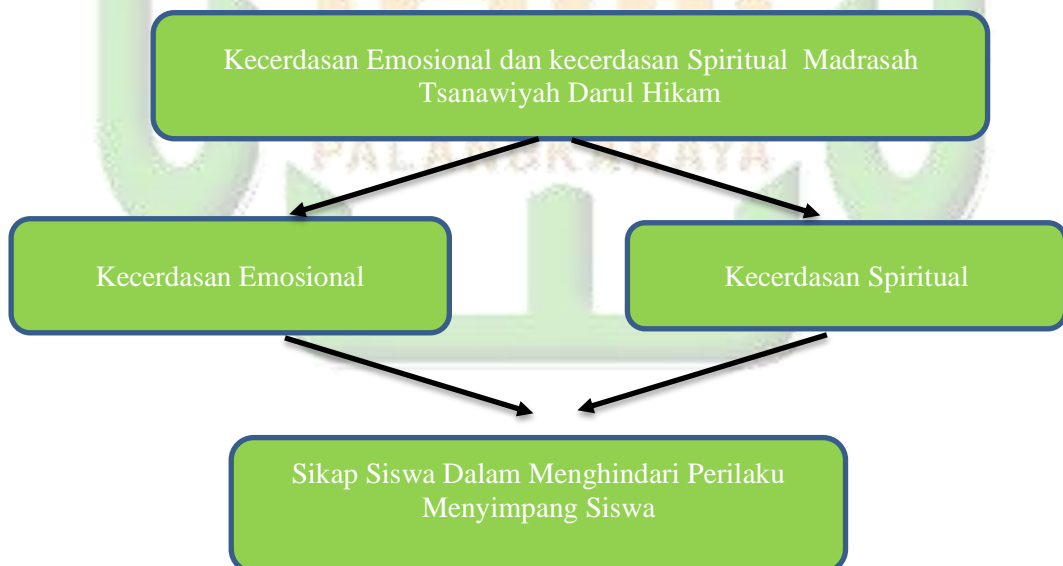 Kecerdasan Emosional dan kecerdasan Spiritual Madrasah
Tsanawiyah Darul Hikam
PALANGKARAYA
Kecerdasan Emosional
Kecerdasan Spiritual
Sikap Siswa Dalam Menghindari Perilaku
Menyimpang Siswa